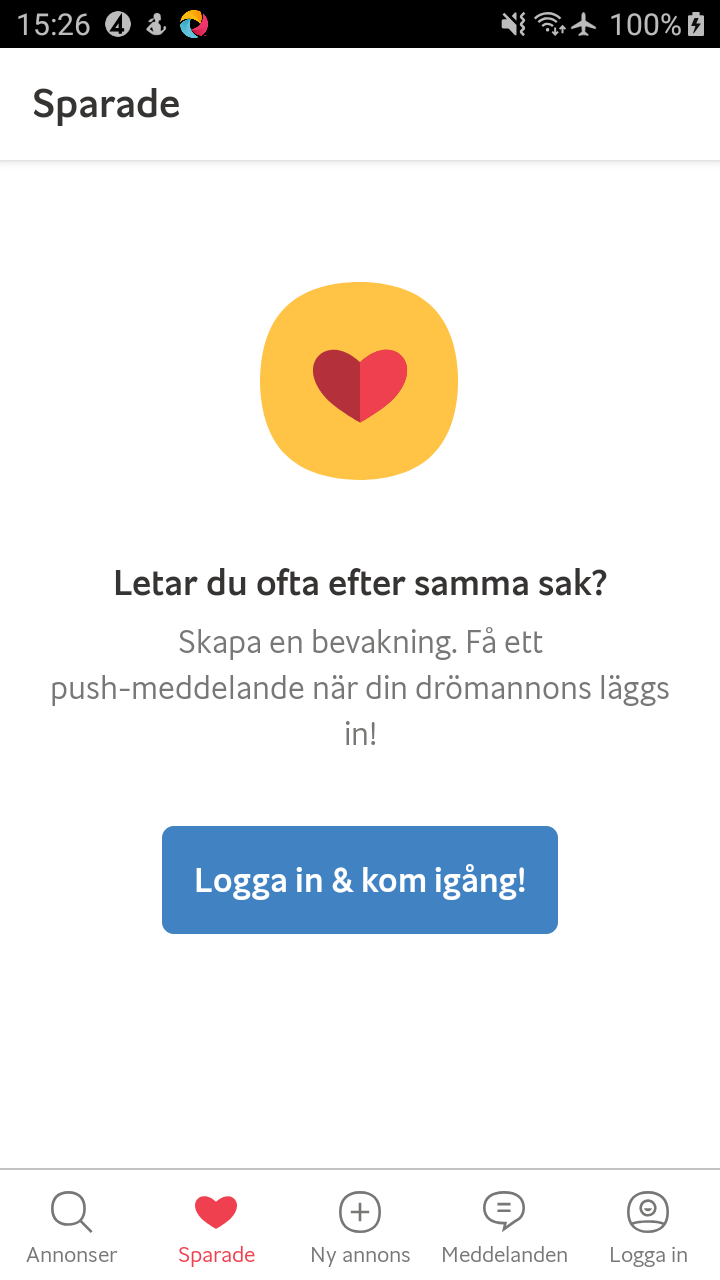 15:26
100%
Sparade
Letar du ofta efter samma sak?
Skapa en bevakning. Få ett
push-meddelande när din drömannons läggs
in!
Logga in & kom igång!
Annonser
Sparade
Ny annons
Meddelanden
Logga in